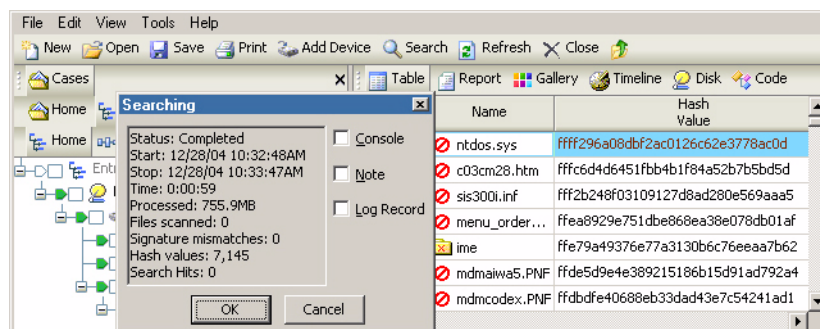 File Edit View Tools Help
New Open Save Print Add Device Search Refresh Close
Cases
Table Report Gallery Timeline Disk Code
Home
Home
Searching
Status: Completed
Start: 12/28/04 10:32:48AM
Stop: 12/28/04 10:33:47AM
Time: 0:00:59
Processed: 755.9MB
Files scanned: 0
Signature mismatches: 0
Hash values: 7,145
Search Hits: 0
Console
Note
Log Record
OK Cancel
Name Hash Value
ntdos.sys ffff296a08dbf2ac0126c62e3778ac0d
c03cm28.htm fffc6d4d6451fbb4b1f84a52b7b5bd5d
sis300i.inf fff2b248f03109127d8ad280e569aaa5
menu_order... ffea8929e751dbe868ea38e078db01af
ime ffe79a49376e77a3130b6c76eeaa7b62
mdmaiwa5.PNF ffde5d9e4e389215186b15d91ad792a4
mdmcodex.PNF ffdbdfe40688eb33dad43e7c54241ad1